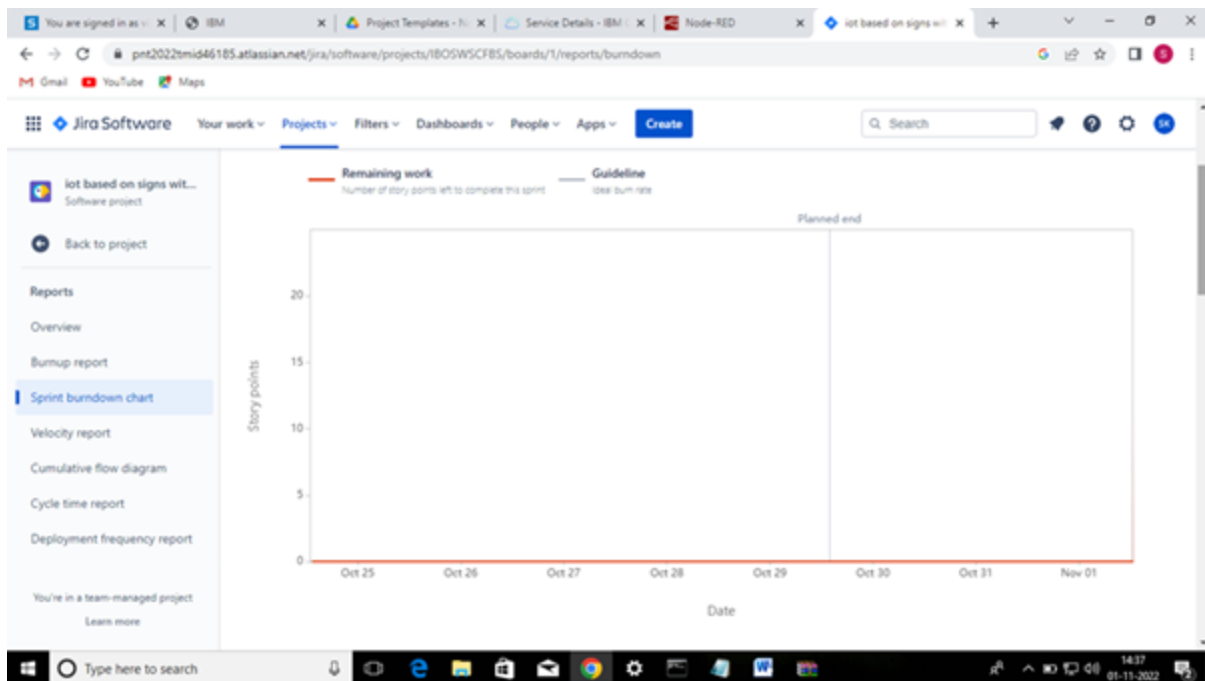 You are signed in as vi
IBM
Project Templates - N
Service Details - IBM
Node-RED
iot based on signs wit
pnt2022tmid46185.atlassian.net/jira/software/projects/IBOSWSCFBS/boards/1/reports/burndown
Gmail YouTube Maps
Jira Software Your work Projects Filters Dashboards People Apps Create Search SK
iot based on signs wit...
Software project
Back to project
Reports
Overview
Burnup report
Sprint burndown chart
Velocity report
Cumulative flow diagram
Cycle time report
Deployment frequency report
You're in a team-managed project
Learn more
Remaining work
Number of story points left to complete this sprint
Guideline
Ideal burn rate
Planned end
Story points
20
15
10
5
0
Oct 25 Oct 26 Oct 27 Oct 28 Oct 29 Oct 30 Oct 31 Nov 01
Date
Type here to search
14:37
01-11-2022